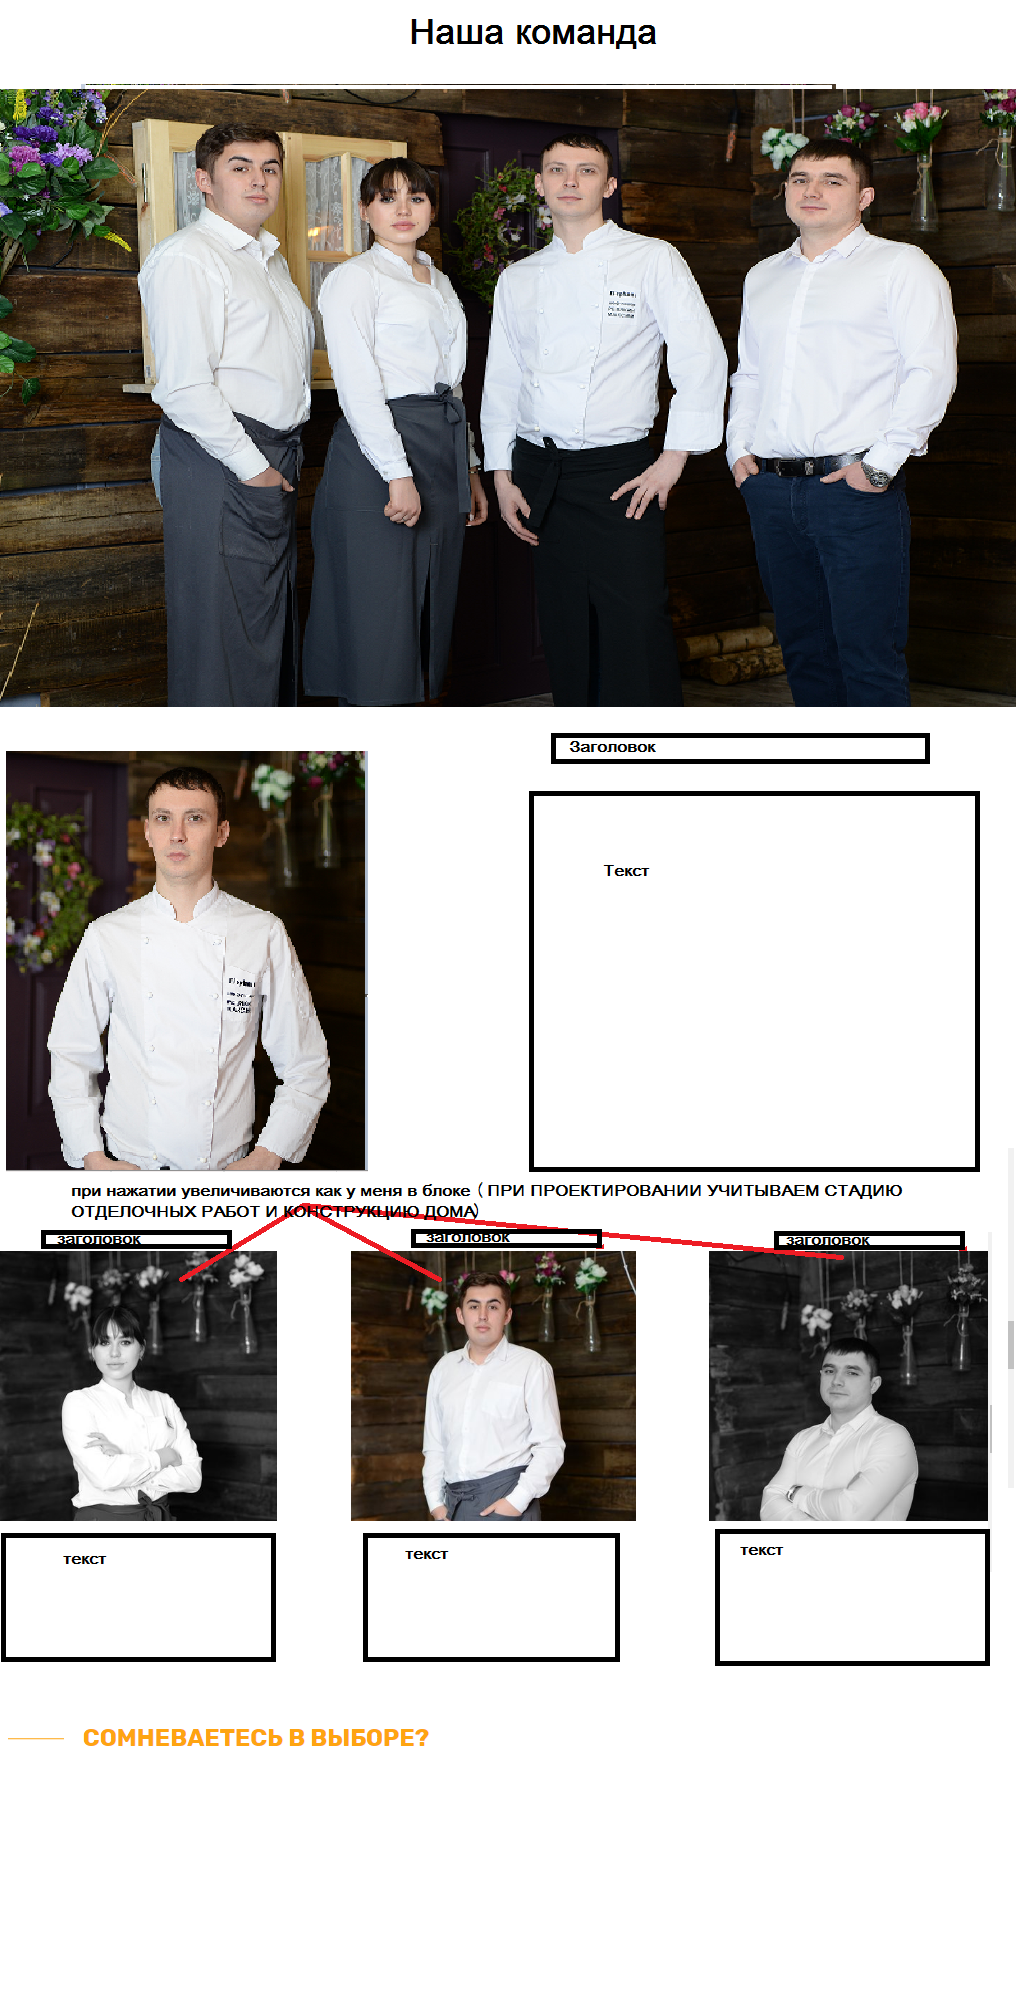 Наша команда
Заголовок
Текст
при нажатии увеличиваются как у меня в блоке ( ПРИ ПРОЕКТИРОВАНИИ УЧИТЫВАЕМ СТАДИЮ
ОТДЕЛОЧНЫХ РАБОТ И КОНСТРУКЦИЮ ДОМА)
заголовок
заголовок
заголовок
текст
текст
текст
СОМНЕВАЕТЕСЬ В ВЫБОРЕ?